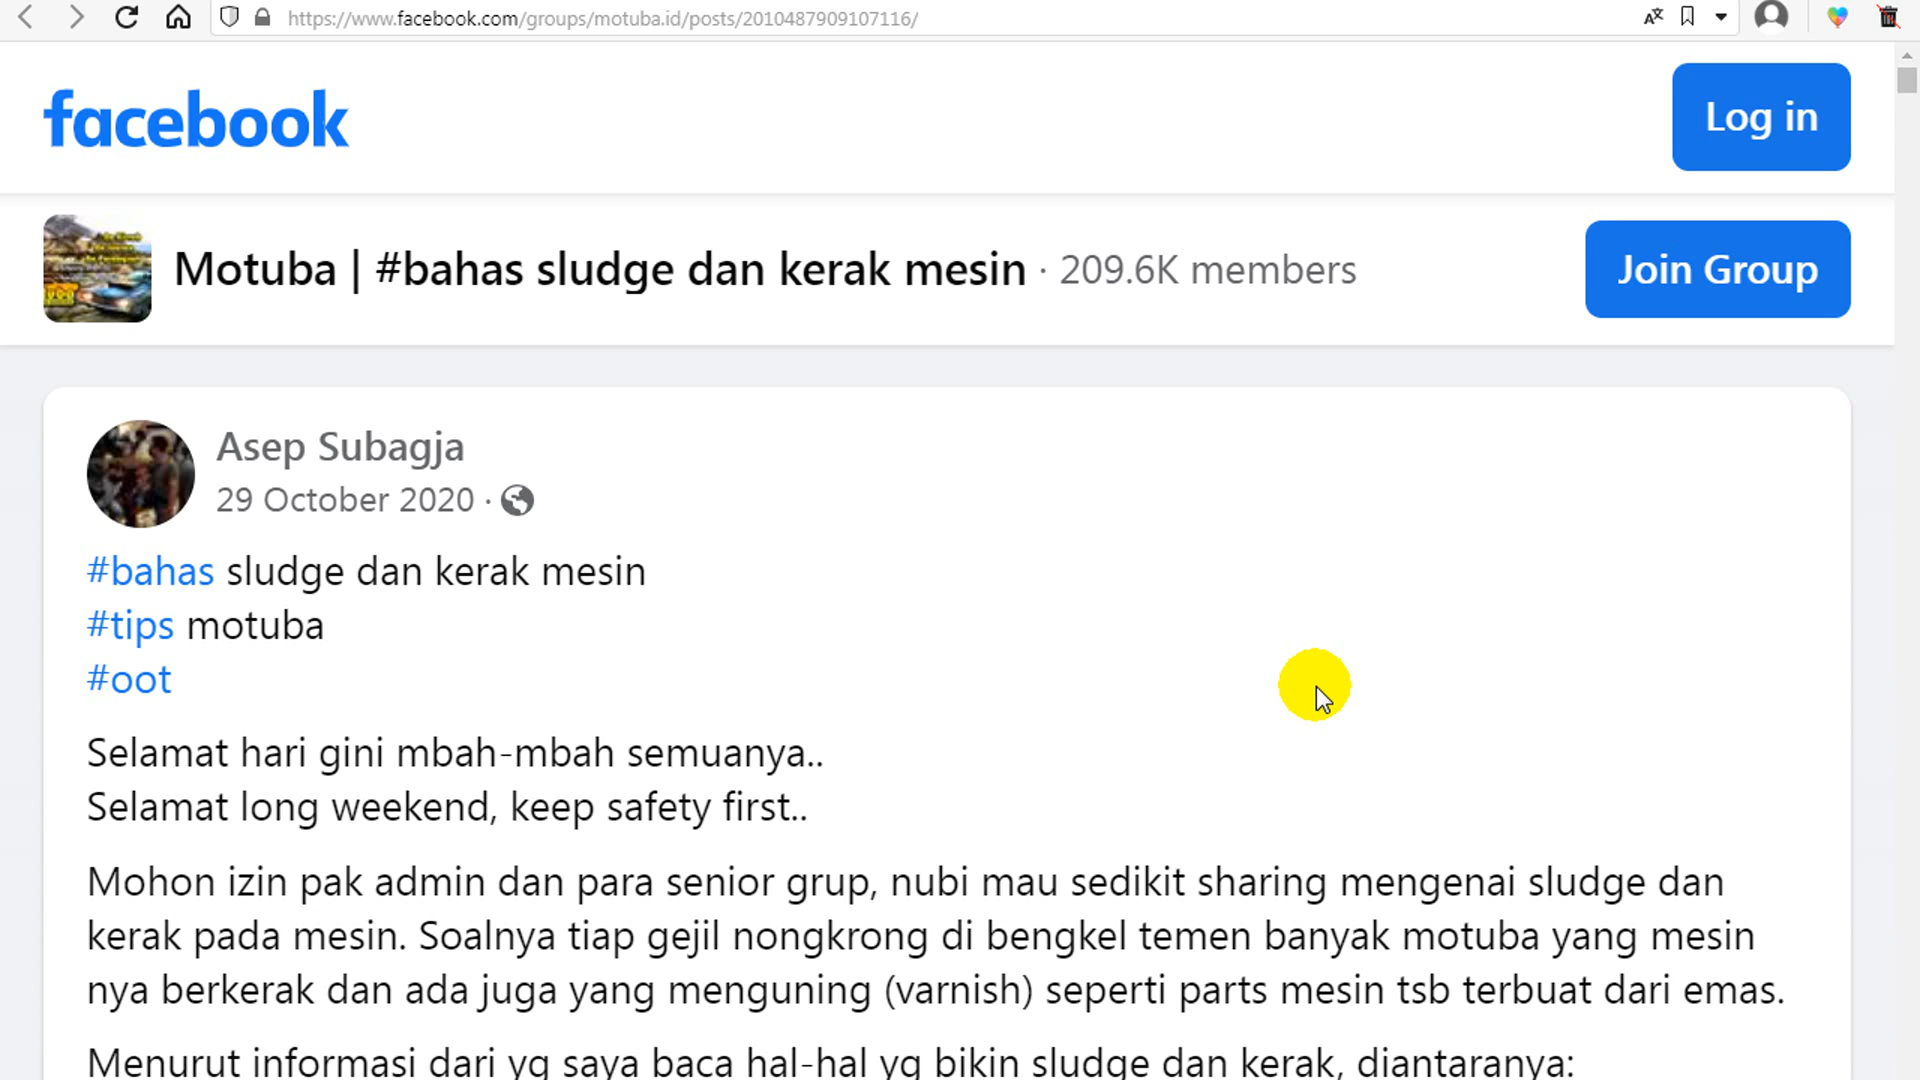 https://www.facebook.com/groups/motuba.id/posts/2010487909107116/
facebook
Log in
Motuba | #bahas sludge dan kerak mesin · 209.6K members
Join Group
Asep Subagja
29 October 2020 ·
#bahas sludge dan kerak mesin
#tips motuba
#oot
Selamat hari gini mbah-mbah semuanya..
Selamat long weekend, keep safety first..
Mohon izin pak admin dan para senior grup, nubi mau sedikit sharing mengenai sludge dan
kerak pada mesin. Soalnya tiap gejil nongkrong di bengkel temen banyak motuba yang mesin
nya berkerak dan ada juga yang menguning (varnish) seperti parts mesin tsb terbuat dari emas.
Menurut informasi dari yg saya baca hal-hal yg bikin sludge dan kerak, diantaranya: